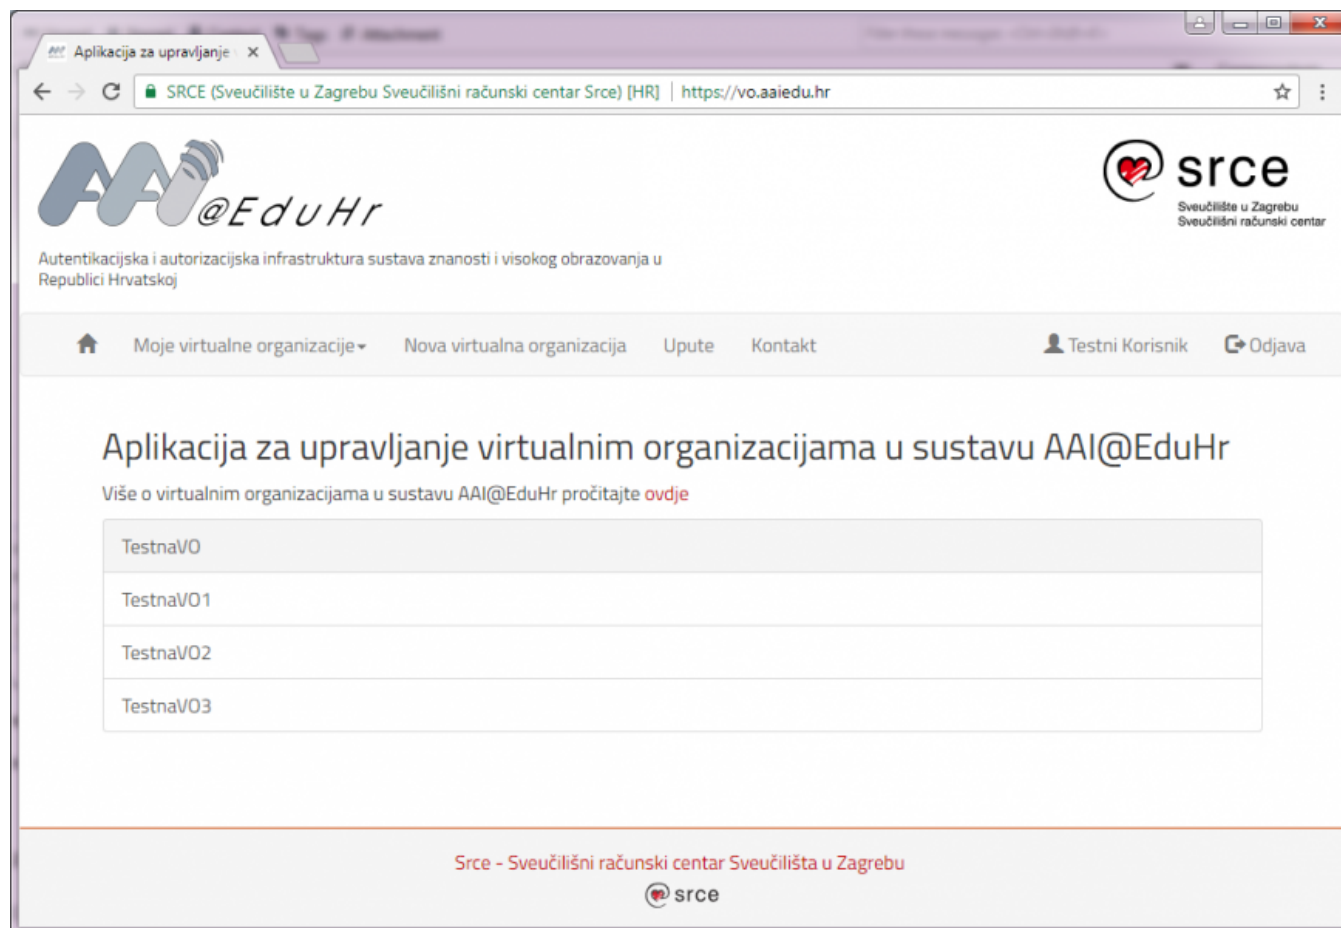 Aplikacija za upravljanje
SRCE (Sveučilište u Zagrebu Sveučilišni računski centar Srce) [HR] | https://vo.aaiedu.hr
AAI@EduHr
srce
Sveučilište u Zagrebu
Sveučilišni računski centar
Autentikacijska i autorizacijska infrastruktura sustava znanosti i visokog obrazovanja u
Republici Hrvatskoj
Moje virtualne organizacije Nova virtualna organizacija Upute Kontakt Testni Korisnik Odjava
Aplikacija za upravljanje virtualnim organizacijama u sustavu AAI@EduHr
Više o virtualnim organizacijama u sustavu AAI@EduHr pročitajte ovdje
TestnaVO
TestnaVO1
TestnaVO2
TestnaVO3
Srce - Sveučilišni računski centar Sveučilišta u Zagrebu
srce